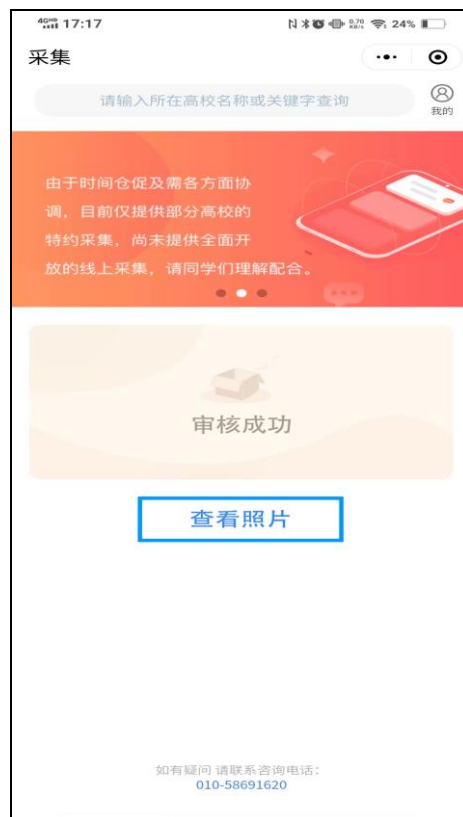 4GHD 17:17 0.70 KB/s 24%
采集
请输入所在高校名称或关键字查询
我的
由于时间仓促及需各方面协
调，目前仅提供部分高校的
特约采集，尚未提供全面开
放的线上采集，请同学们理解配合。
审核成功
查看照片
如有疑问 请联系咨询电话：
010-58691620